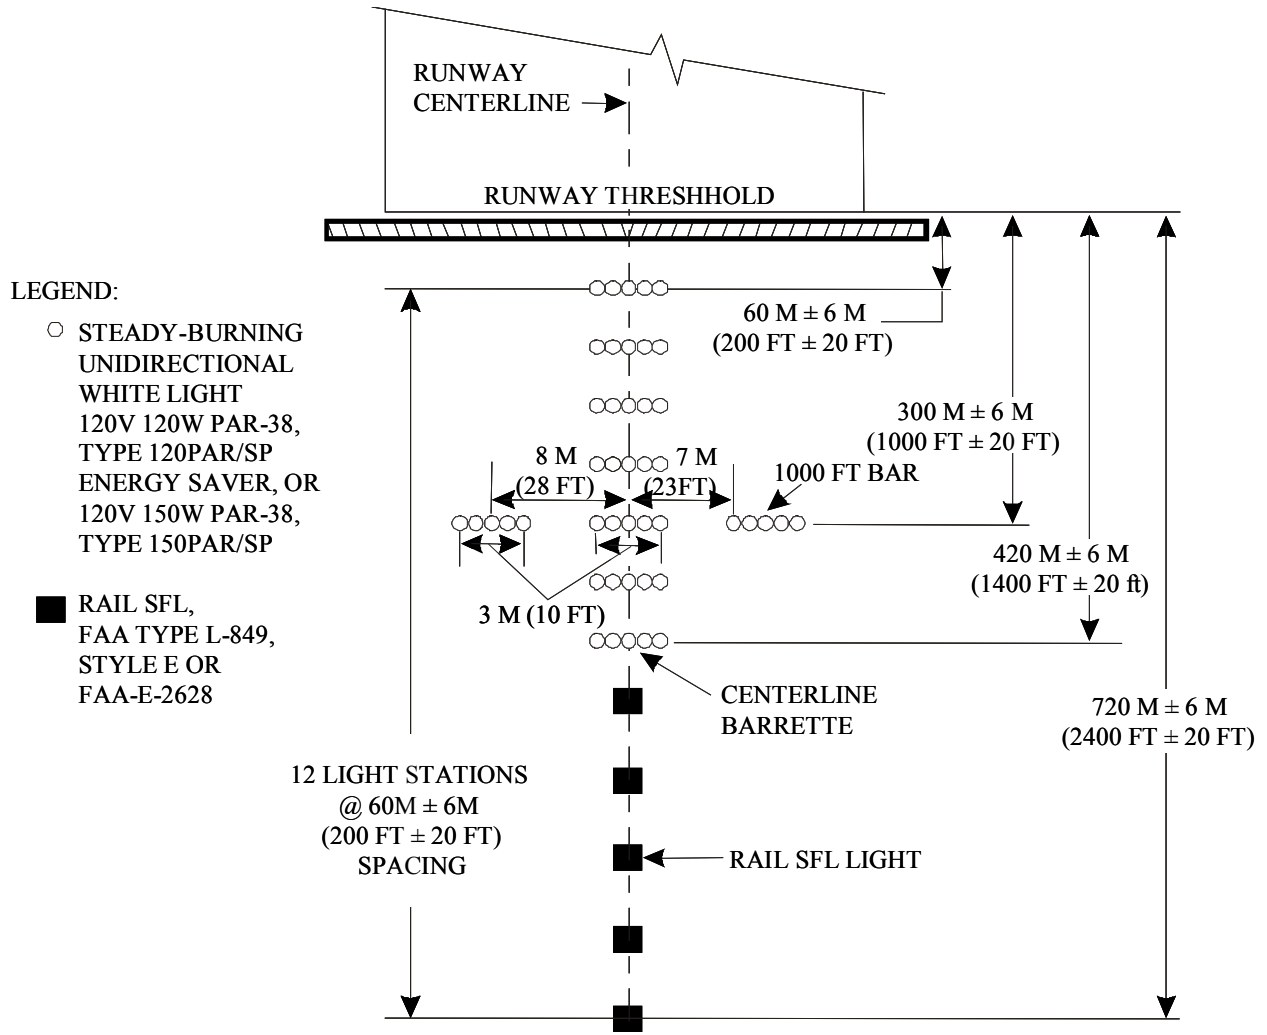 RUNWAY
CENTERLINE
RUNWAY THRESHHOLD
LEGEND:
STEADY-BURNING
UNIDIRECTIONAL
WHITE LIGHT
120V 120W PAR-38,
TYPE 120PAR/SP
ENERGY SAVER, OR
120V 150W PAR-38,
TYPE 150PAR/SP
RAIL SFL,
FAA TYPE L-849,
STYLE E OR
FAA-E-2628
60 M ± 6 M
(200 FT ± 20 FT)
300 M ± 6 M
(1000 FT ± 20 FT)
8 M
(28 FT)
7 M
(23FT)
1000 FT BAR
420 M ± 6 M
(1400 FT ± 20 ft)
3 M (10 FT)
CENTERLINE
BARRETTE
720 M ± 6 M
(2400 FT ± 20 FT)
12 LIGHT STATIONS
@ 60M ± 6M
(200 FT ± 20 FT)
SPACING
RAIL SFL LIGHT